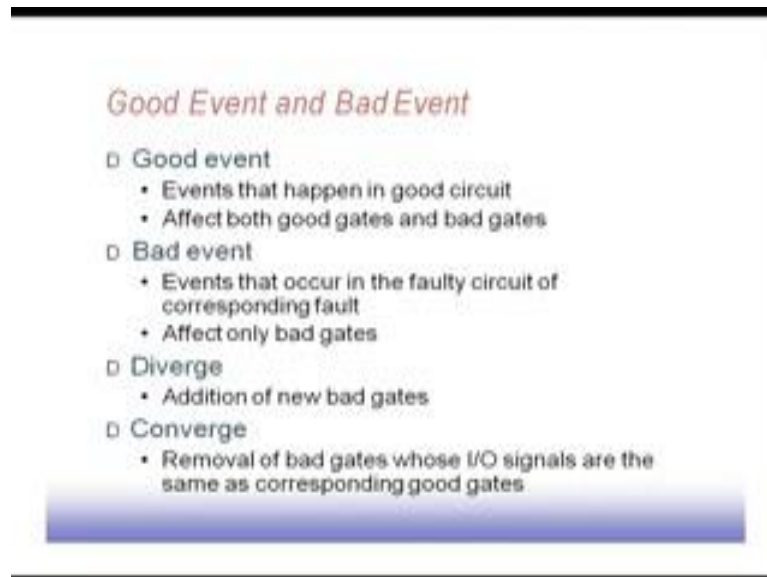 Good Event and Bad Event
Good event
• Events that happen in good circuit
• Affect both good gates and bad gates
Bad event
• Events that occur in the faulty circuit of
corresponding fault
• Affect only bad gates
Diverge
• Addition of new bad gates
Converge
• Removal of bad gates whose I/O signals are the
same as corresponding good gates